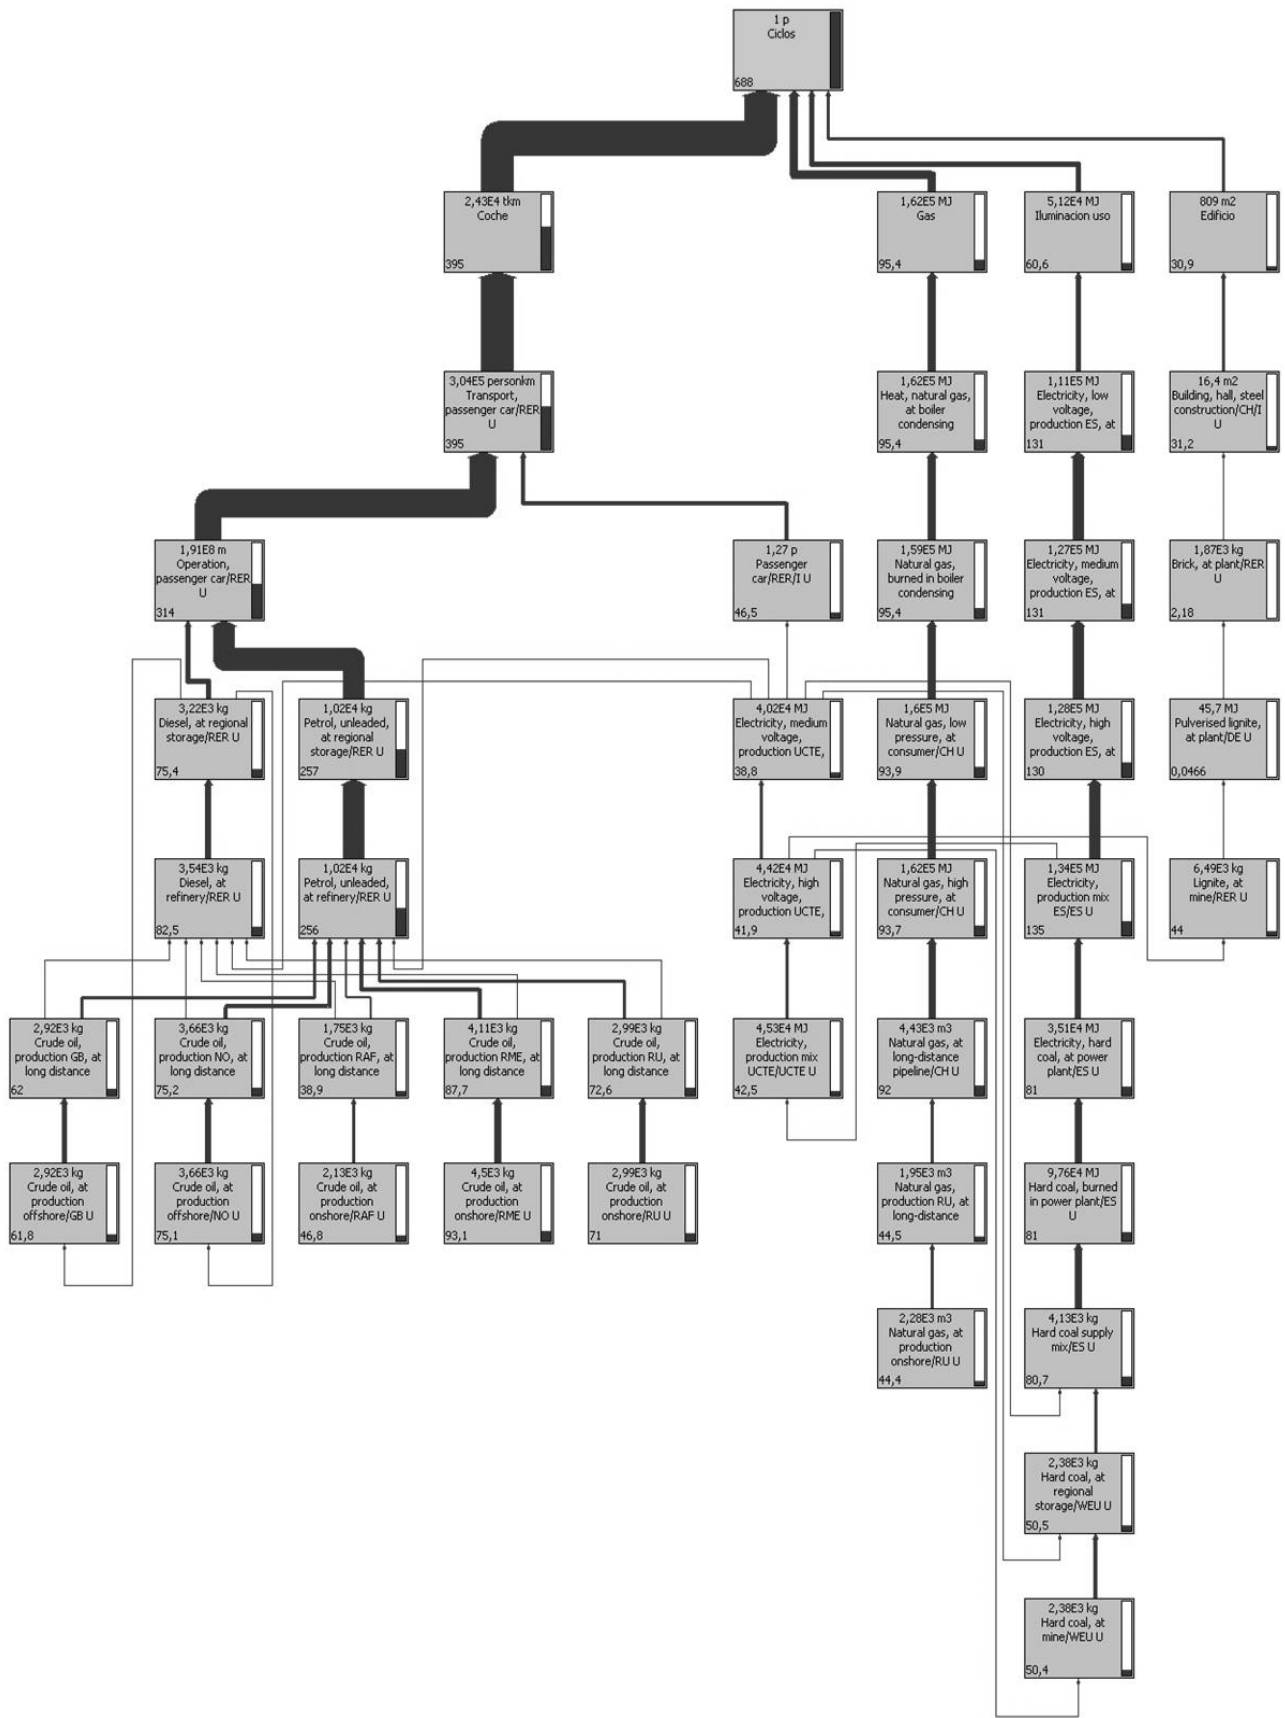 1 p
Ciclos
688
2,43E4 tkm
Coche
395
1,62E5 MJ
Gas
95,4
5,12E4 MJ
Iluminacion uso
60,6
809 m2
Edificio
30,9
3,04E5 personkm
Transport,
passenger car/RER
U
395
1,62E5 MJ
Heat, natural gas,
at boiler
condensing
95,4
1,11E5 MJ
Electricity, low
voltage,
production ES, at
131
16,4 m2
Building, hall, steel
construction/CH/I
U
31,2
1,91E8 m
Operation,
passenger car/RER
U
314
1,27 p
Passenger
car/RER/I U
46,5
1,59E5 MJ
Natural gas,
burned in boiler
condensing
95,4
1,27E5 MJ
Electricity, medium
voltage,
production ES, at
131
1,87E3 kg
Brick, at plant/RER
U
2,18
3,22E3 kg
Diesel, at regional
storage/RER U
75,4
1,02E4 kg
Petrol, unleaded,
at regional
storage/RER U
257
4,02E4 MJ
Electricity, medium
voltage,
production UCTE,
38,8
1,6E5 MJ
Natural gas, low
pressure, at
consumer/CH U
93,9
1,28E5 MJ
Electricity, high
voltage,
production ES, at
130
45,7 MJ
Pulverised lignite,
at plant/DE U
0,0466
3,54E3 kg
Diesel, at
refinery/RER U
82,5
1,02E4 kg
Petrol, unleaded,
at refinery/RER U
256
4,42E4 MJ
Electricity, high
voltage,
production UCTE,
41,9
1,62E5 MJ
Natural gas, high
pressure, at
consumer/CH U
93,7
1,34E5 MJ
Electricity,
production mix
ES/ES U
135
6,49E3 kg
Lignite, at
mine/RER U
44
2,92E3 kg
Crude oil,
production GB, at
long distance
62
3,66E3 kg
Crude oil,
production NO, at
long distance
75,2
1,75E3 kg
Crude oil,
production RAF, at
long distance
38,9
4,11E3 kg
Crude oil,
production RME, at
long distance
87,7
2,99E3 kg
Crude oil,
production RU, at
long distance
72,6
4,53E4 MJ
Electricity,
production mix
UCTE/UCTE U
42,5
4,43E3 m3
Natural gas, at
long-distance
pipeline/CH U
92
3,51E4 MJ
Electricity, hard
coal, at power
plant/ES U
81
2,92E3 kg
Crude oil, at
production
offshore/GB U
61,8
3,66E3 kg
Crude oil, at
production
offshore/NO U
75,1
2,13E3 kg
Crude oil, at
production
onshore/RAF U
46,8
4,5E3 kg
Crude oil, at
production
onshore/RME U
93,1
2,99E3 kg
Crude oil, at
production
onshore/RU U
71
1,95E3 m3
Natural gas,
production RU, at
long-distance
44,5
9,76E4 MJ
Hard coal, burned
in power plant/ES
U
81
2,28E3 m3
Natural gas, at
production
onshore/RU U
44,4
4,13E3 kg
Hard coal supply
mix/ES U
80,7
2,38E3 kg
Hard coal, at
regional
storage/WEU U
50,5
2,38E3 kg
Hard coal, at
mine/WEU U
50,4